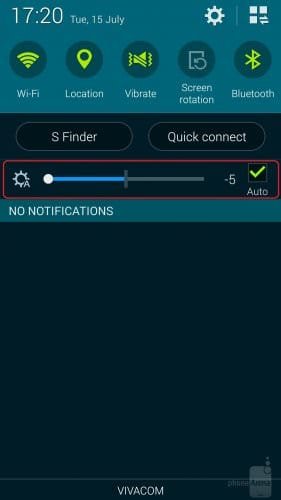 17:20 Tue, 15 July
Wi-Fi Location Vibrate Screen rotation Bluetooth
S Finder Quick connect
A -5 Auto
NO NOTIFICATIONS
phoneArena
VIVACOM